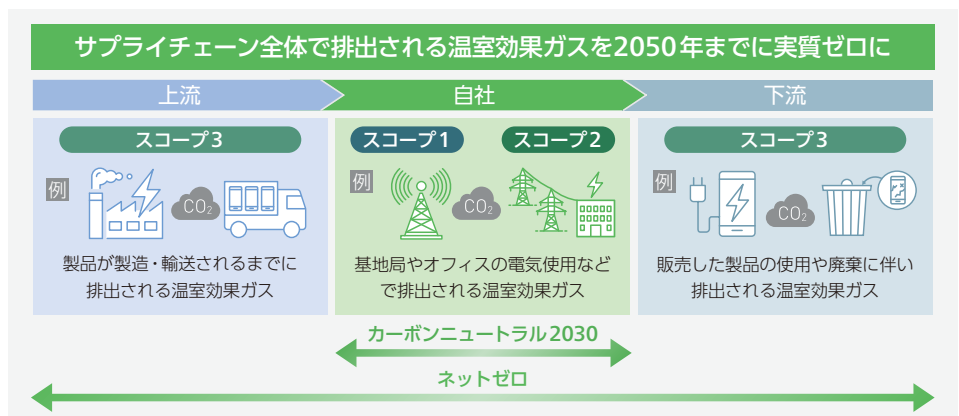 サプライチェーン全体で排出される温室効果ガスを2050年までに実質ゼロに
上流
自社
下流
スコープ3
スコープ1
スコープ2
スコープ3
例
CO₂
例
CO₂
例
CO₂
製品が製造・輸送されるまでに
排出される温室効果ガス
基地局やオフィスの電気使用など
で排出される温室効果ガス
販売した製品の使用や廃棄に伴い
排出される温室効果ガス
カーボンニュートラル2030
ネットゼロ